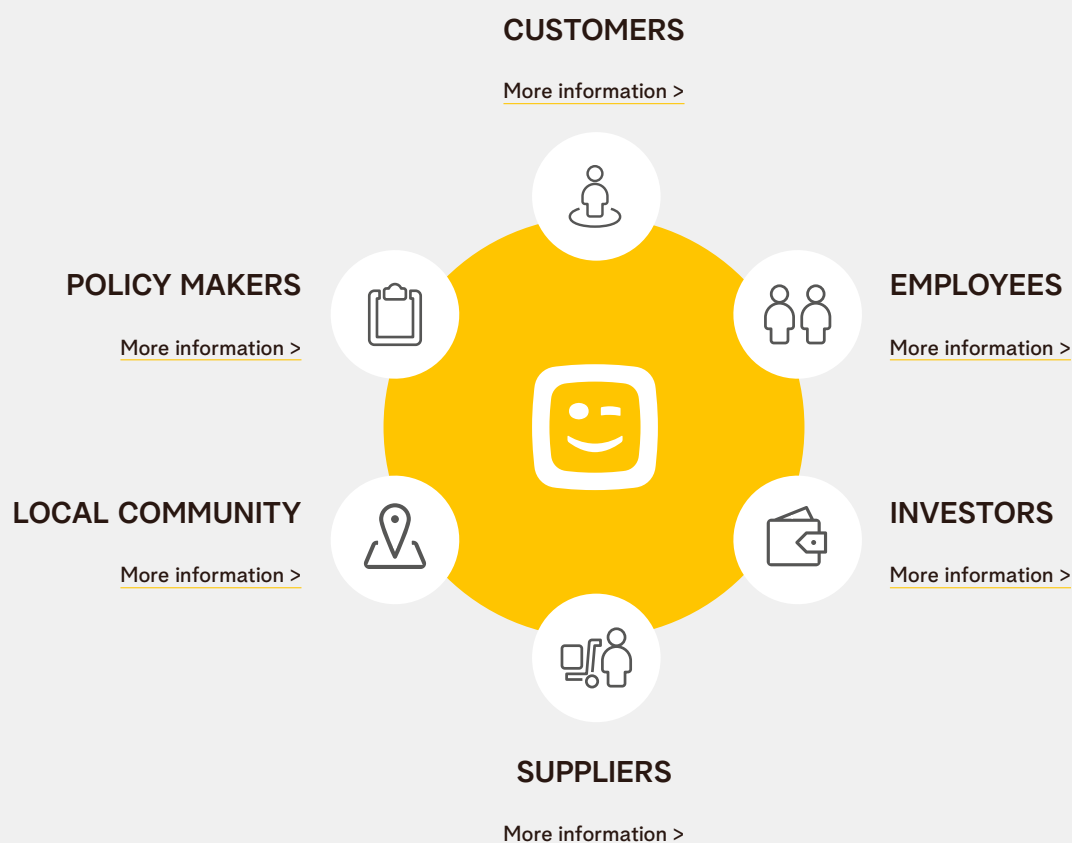 CUSTOMERS
More information >
POLICY MAKERS
More information >
EMPLOYEES
More information >
LOCAL COMMUNITY
More information >
INVESTORS
More information >
SUPPLIERS
More information >